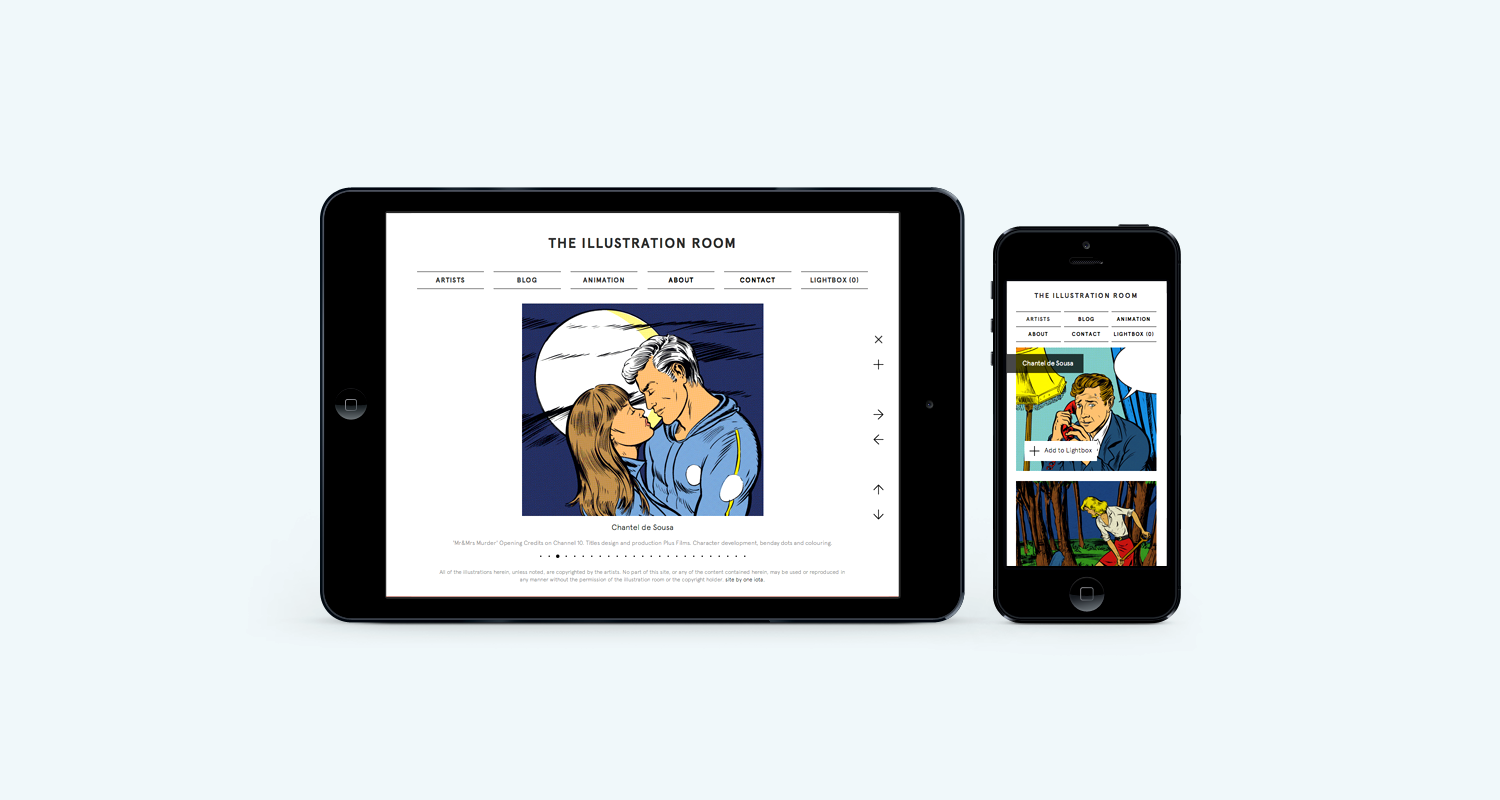 THE ILLUSTRATION ROOM
ARTISTS
BLOG
ANIMATION
ABOUT
CONTACT
LIGHTBOX (0)
Chantel de Sousa
'Mr&Mrs Murder' Opening Credits on Channel 10. Titles design and production Plus Films. Character development, benday dots and colouring.
All of the illustrations herein, unless noted, are copyrighted by the artists. No part of this site, or any of the content contained herein, may be used or reproduced in
any manner without the permission of the illustration room or the copyright holder. site by one iota.
THE ILLUSTRATION ROOM
ARTISTS
BLOG
ANIMATION
ABOUT
CONTACT
LIGHTBOX (0)
Chantel de Sousa
Add to Lightbox